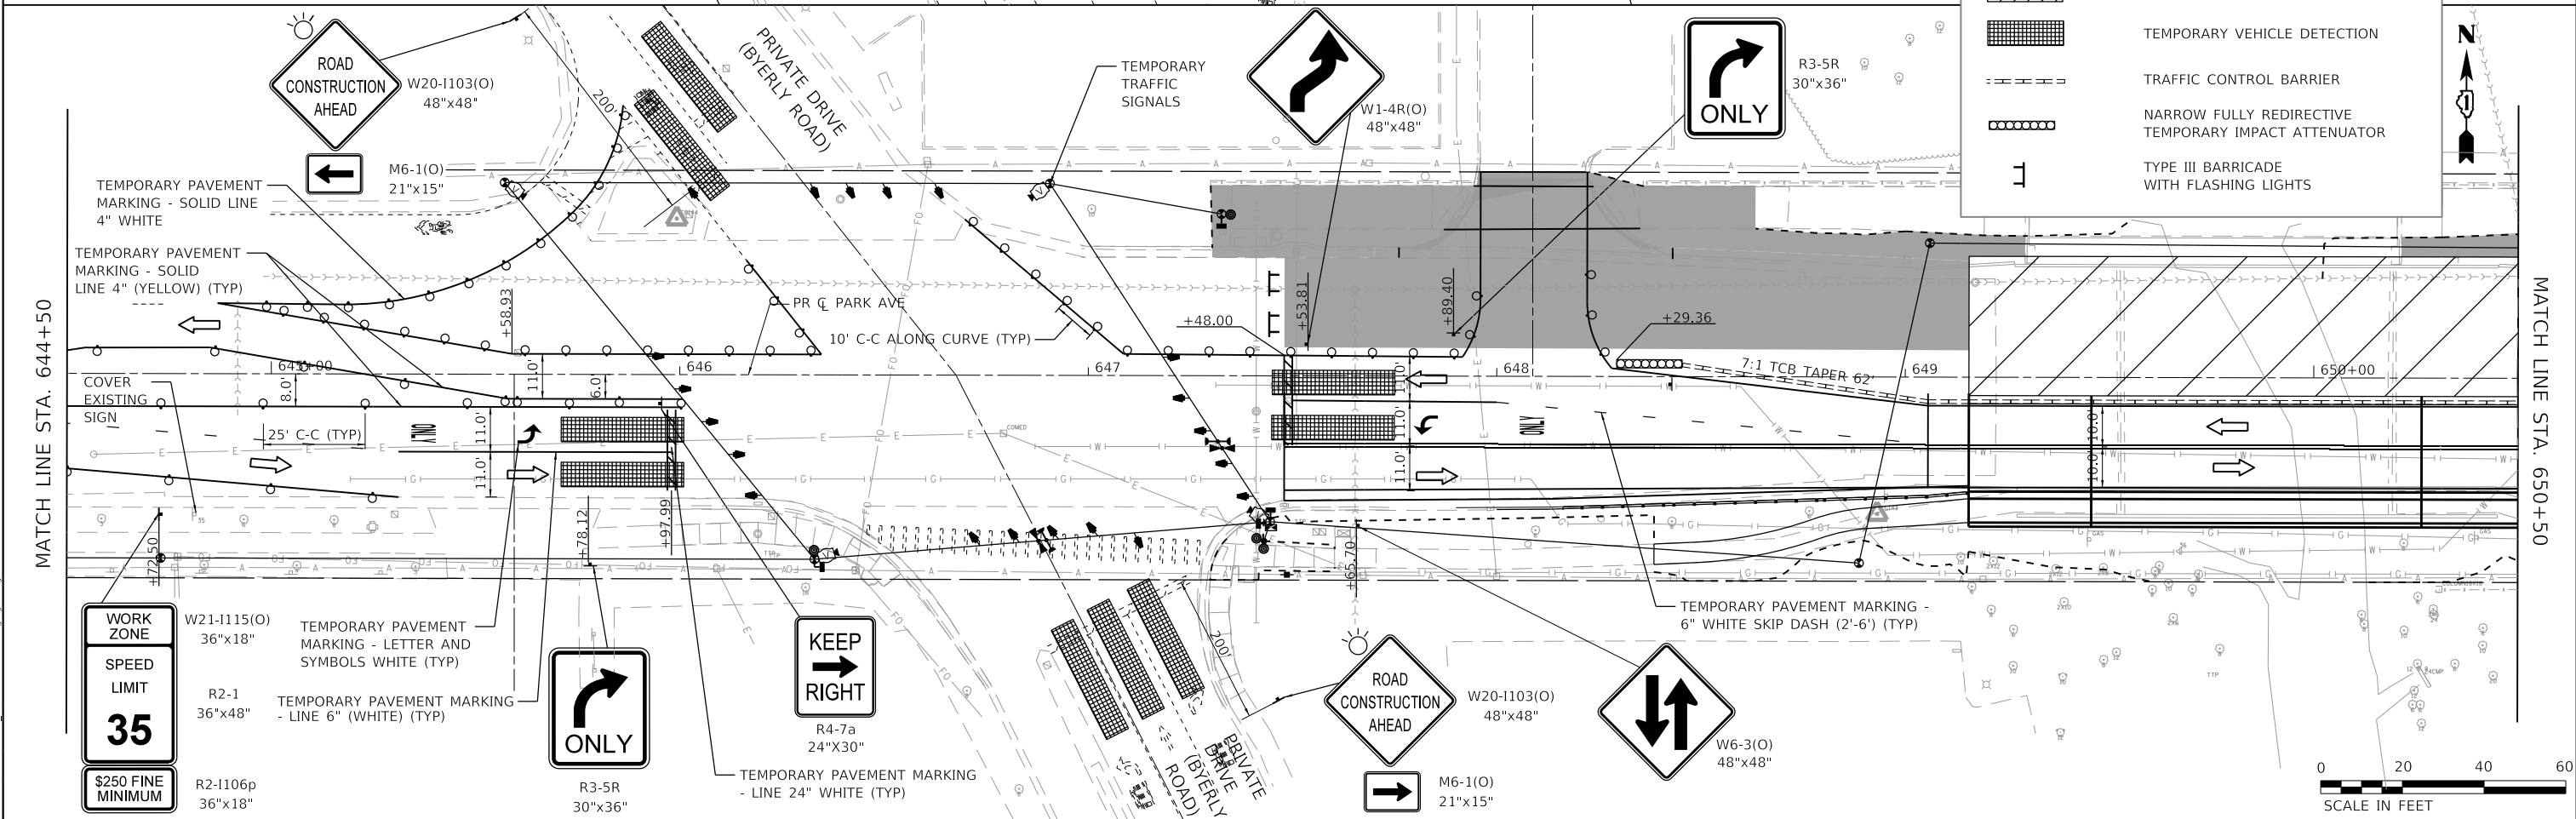 ROAD
CONSTRUCTION
AHEAD
W20-I103(O)
48"x48"
M6-1(O)
21"x15"
200'
PRIVATE DRIVE
(BYERLY ROAD)
TEMPORARY
TRAFFIC
SIGNALS
W1-4R(O)
48"x48"
ONLY
R3-5R
30"x36"
TEMPORARY VEHICLE DETECTION
TRAFFIC CONTROL BARRIER
NARROW FULLY REDIRECTIVE
TEMPORARY IMPACT ATTENUATOR
TYPE III BARRICADE
WITH FLASHING LIGHTS
N
TEMPORARY PAVEMENT
MARKING - SOLID LINE
4" WHITE
TEMPORARY PAVEMENT
MARKING - SOLID
LINE 4" (YELLOW) (TYP)
MATCH LINE STA. 644+50
COVER
EXISTING
SIGN
645+00
8.0'
25' C-C (TYP)
+58.93
11.0'
6.0'
11.0'
11.0'
646
PR ℄ PARK AVE
10' C-C ALONG CURVE (TYP)
647
+48.00
+53.81
+89.40
+29.36
648
7:1 TCB TAPER 62'
649
650+00
11.0'
11.0'
11.0'
10.0'
10.0'
MATCH LINE STA. 650+50
COMED
+72.50
+78.12
+97.99
+65.70
WORK
ZONE
SPEED
LIMIT
35
$250 FINE
MINIMUM
W21-I115(O)
36"x18"
R2-1
36"x48"
R2-I106p
36"x18"
TEMPORARY PAVEMENT
MARKING - LETTER AND
SYMBOLS WHITE (TYP)
TEMPORARY PAVEMENT MARKING
- LINE 6" (WHITE) (TYP)
ONLY
R3-5R
30"x36"
KEEP
RIGHT
R4-7a
24"X30"
TEMPORARY PAVEMENT MARKING
- LINE 24" WHITE (TYP)
200'
PRIVATE
DRIVE
(BYERLY
ROAD)
ROAD
CONSTRUCTION
AHEAD
W20-I103(O)
48"x48"
M6-1(O)
21"x15"
W6-3(O)
48"x48"
TEMPORARY PAVEMENT MARKING -
6" WHITE SKIP DASH (2'-6') (TYP)
0 20 40 60
SCALE IN FEET